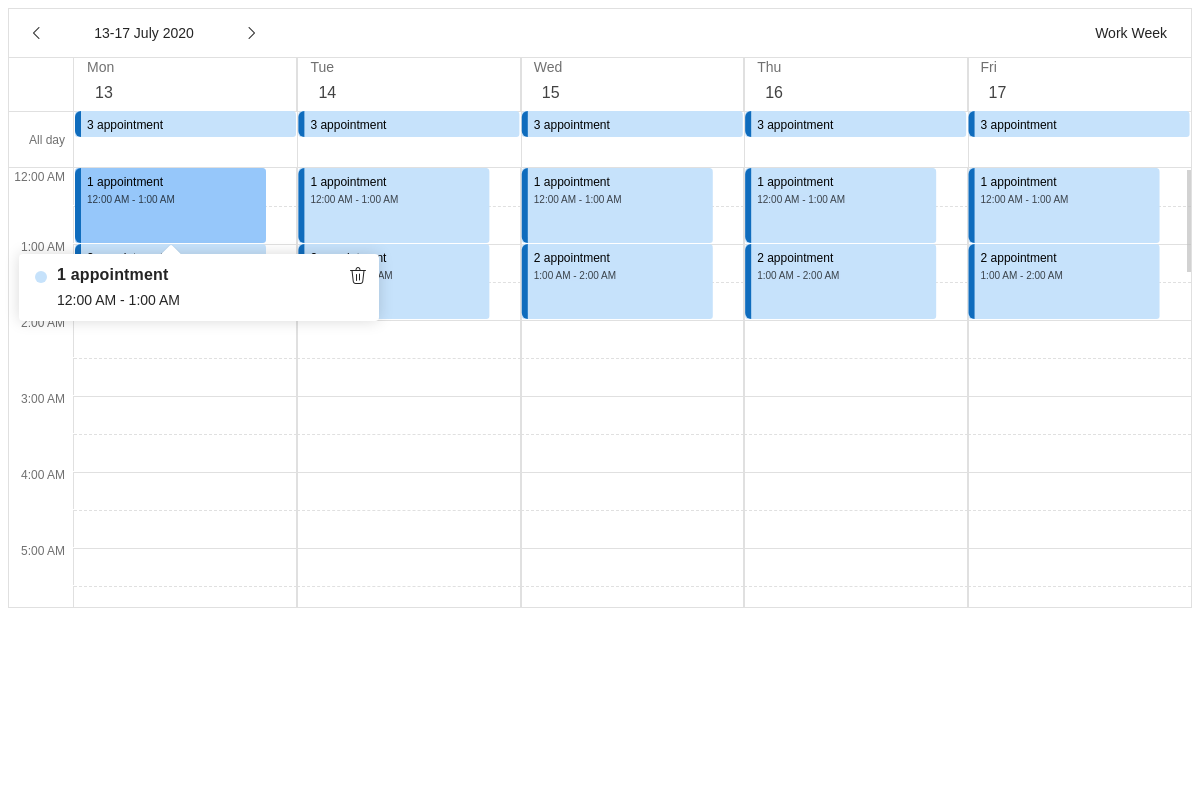 13-17 July 2020
Work Week
Mon
13
Tue
14
Wed
15
Thu
16
Fri
17
All day
3 appointment
3 appointment
3 appointment
3 appointment
3 appointment
12:00 AM
1 appointment
12:00 AM - 1:00 AM
1 appointment
12:00 AM - 1:00 AM
1 appointment
12:00 AM - 1:00 AM
1 appointment
12:00 AM - 1:00 AM
1 appointment
12:00 AM - 1:00 AM
1:00 AM
2 appointment
1:00 AM - 2:00 AM
2 appointment
1:00 AM - 2:00 AM
2 appointment
1:00 AM - 2:00 AM
1 appointment
12:00 AM - 1:00 AM
AM
2:00 AM
3:00 AM
4:00 AM
5:00 AM